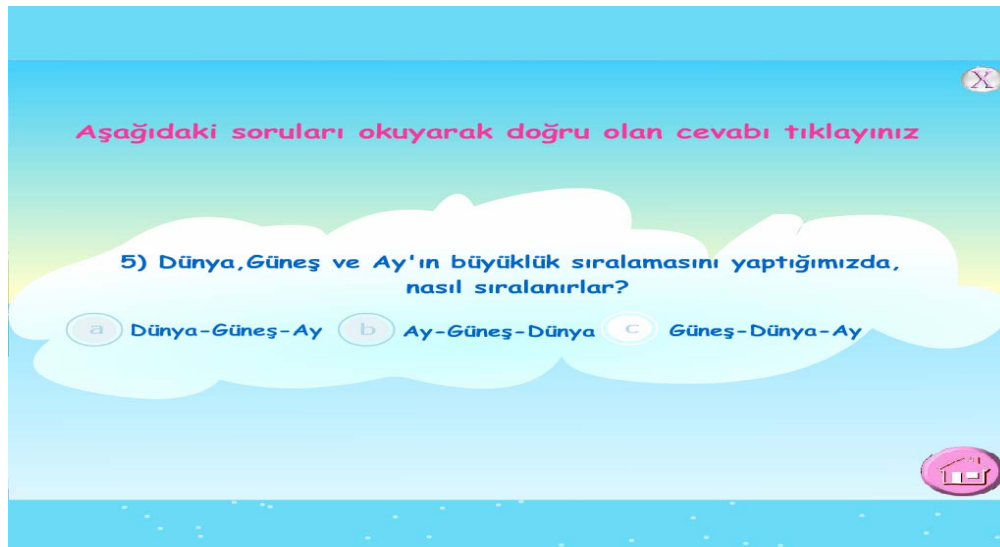 X
Aşağıdaki soruları okuyarak doğru olan cevabı tıklayınız
5) Dünya,Güneş ve Ay'ın büyüklük sıralamasını yaptığımızda,
nasıl sıralanırlar?
a Dünya-Güneş-Ay b Ay-Güneş-Dünya c Güneş-Dünya-Ay